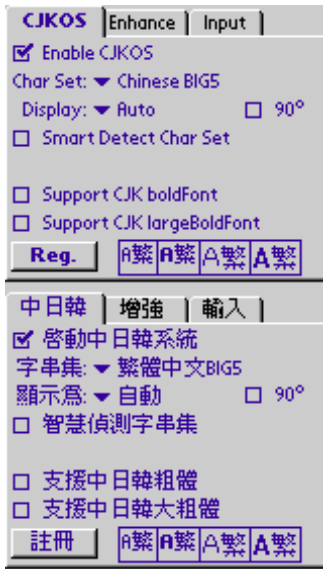 CJKOS Enhance Input
Enable CJKOS
Char Set: Chinese BIG5
Display: Auto 90°
Smart Detect Char Set
Support CJK boldFont
Support CJK largeBoldFont
Reg. A繁 A繁 A繁 A繁
中日韓 增強 輸入
啓動中日韓系統
字串集: 繁體中文BIG5
顯示為: 自動 90°
智慧偵測字串集
支援中日韓粗體
支援中日韓大粗體
註冊 A繁 A繁 A繁 A繁